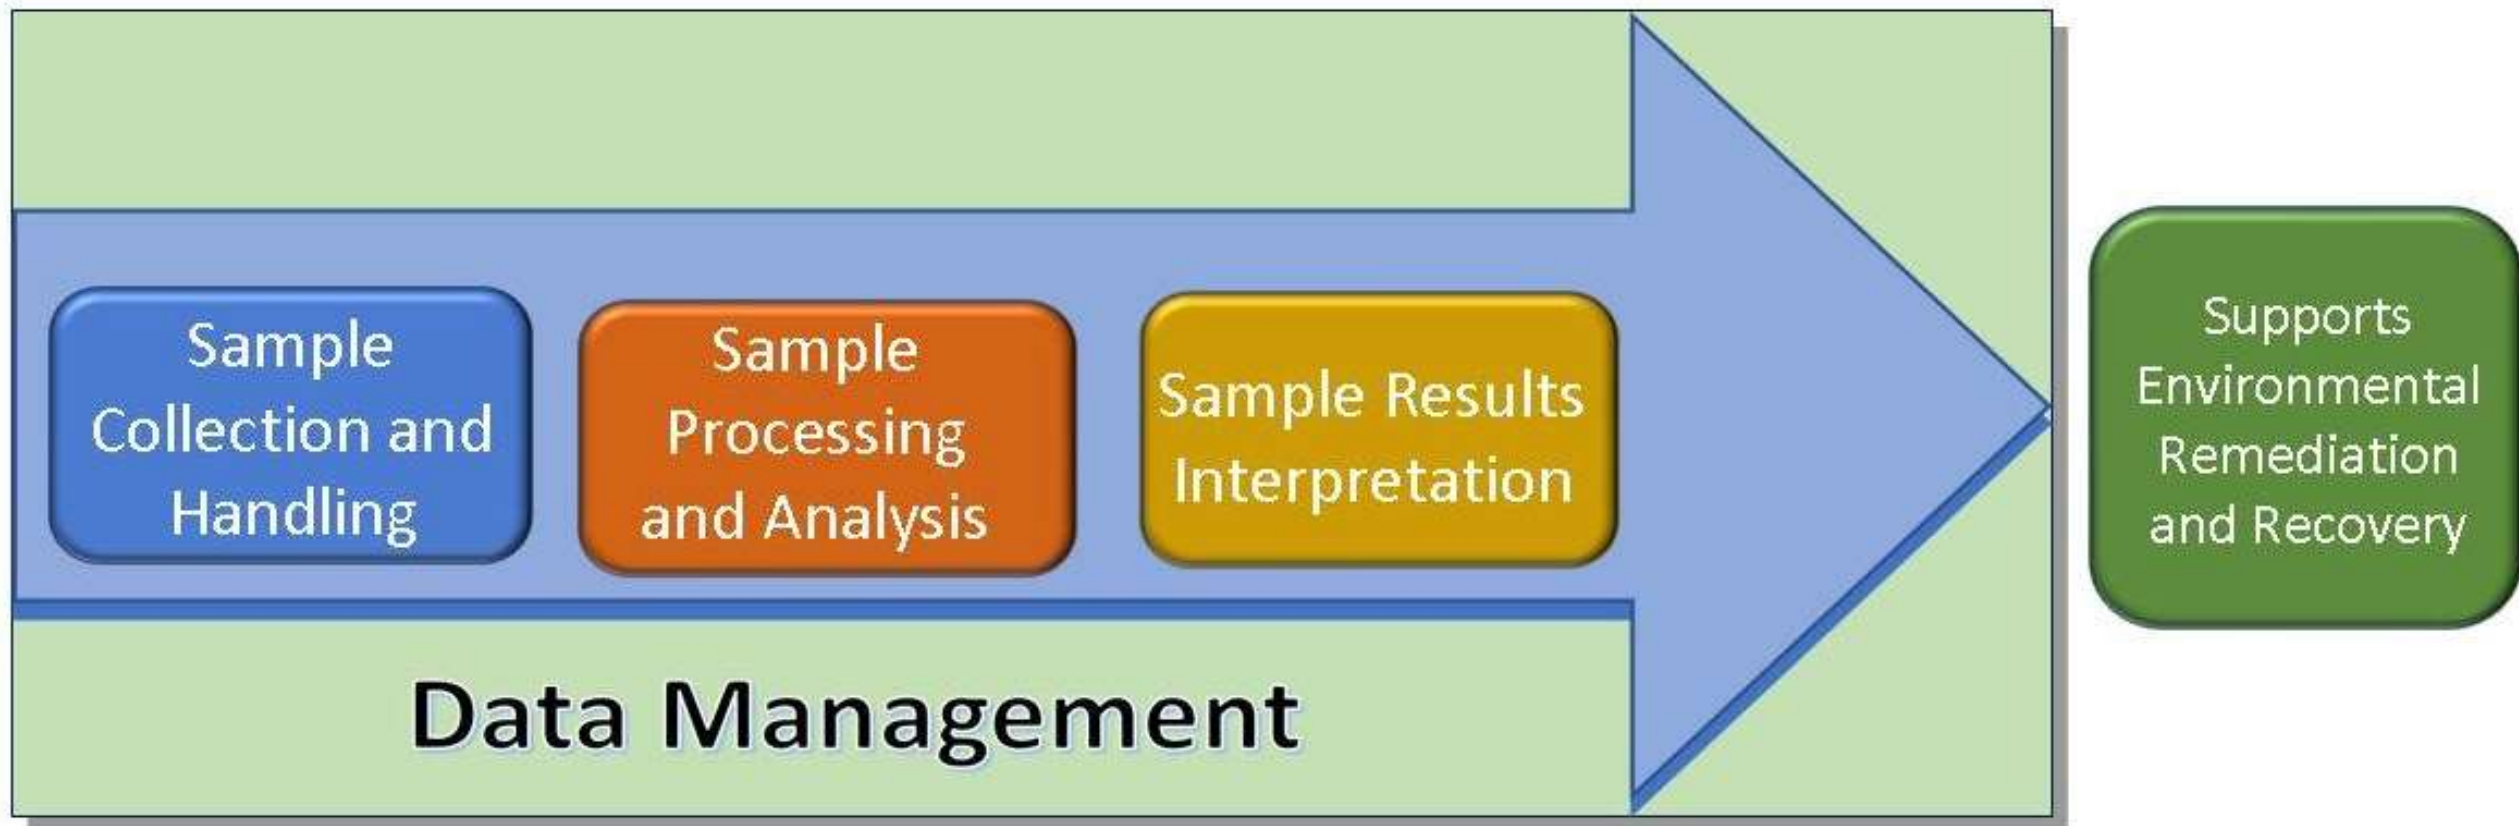 Sample
Collection and
Handling
Sample
Processing
and Analysis
Sample Results
Interpretation
Supports
Environmental
Remediation
and Recovery
Data Management